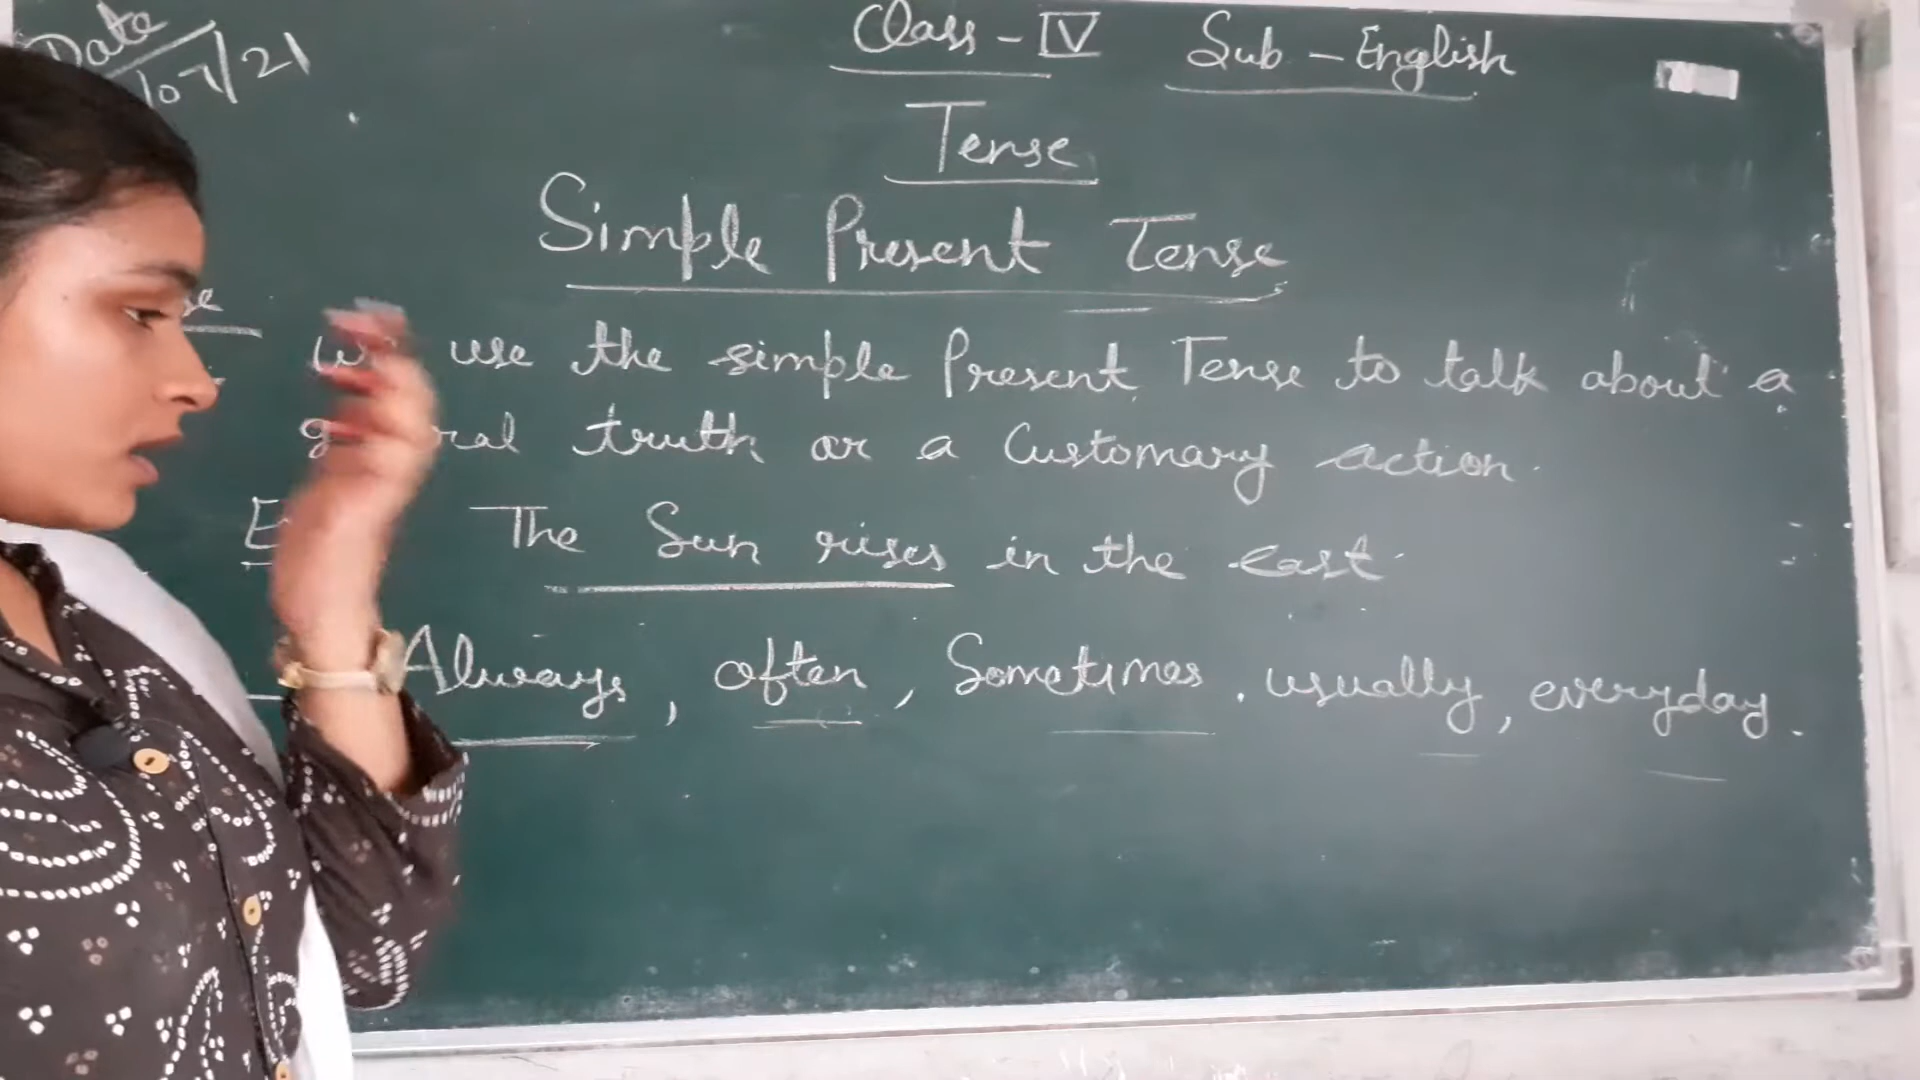 Date
/07/21
Class - IV Sub - English
Tense
Simple Present Tense
use the simple Present Tense to talk about a
truth or a Customary action.
The Sun rises in the east
Always, often, Sometimes, usually, everyday.